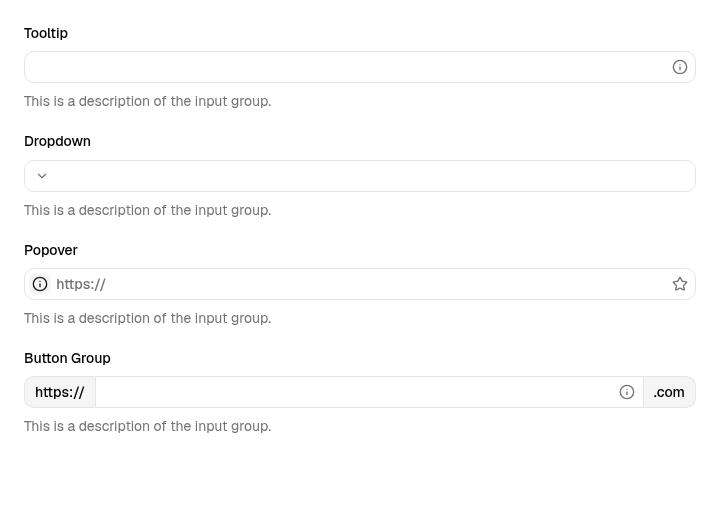 Tooltip
This is a description of the input group.
Dropdown
This is a description of the input group.
Popover
https://
This is a description of the input group.
Button Group
https:// .com
This is a description of the input group.